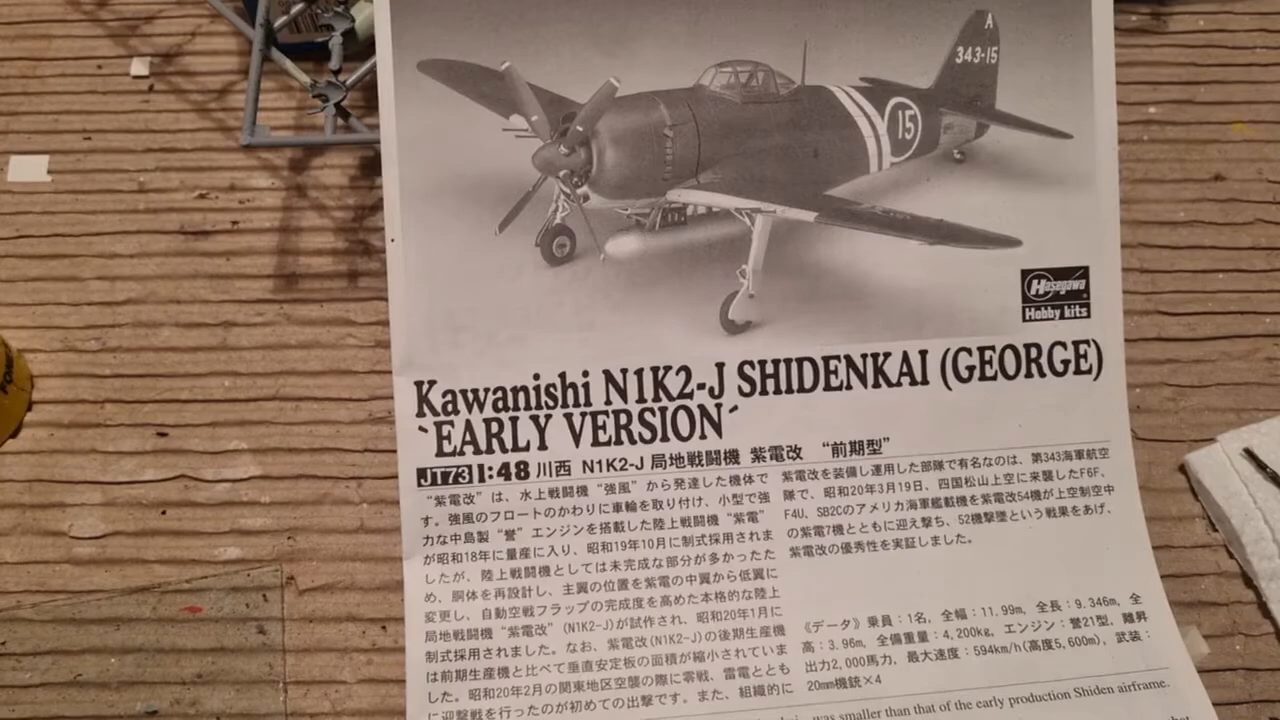 A
343-15
15
Hasegawa
Hobby kits
Kawanishi N1K2-J SHIDENKAI (GEORGE)
`EARLY VERSION´
JT73 1:48 川西 N1K2-J 局地戦闘機 紫電改 “前期型”
“紫電改”は、水上戦闘機“強風”から発達した機体で
す。強風のフロートのかわりに車輪を取り付け、小型で強
力な中島製“誉”エンジンを搭載した陸上戦闘機“紫電”
が昭和18年に量産に入り、昭和19年10月に制式採用されま
したが、陸上戦闘機としては未完成な部分が多かったた
め、胴体を再設計し、主翼の位置を紫電の中翼から低翼に
変更し、自動空戦フラップの完成度を高めた本格的な陸上
局地戦闘機“紫電改”(N1K2-J)が試作され、昭和20年1月に
制式採用されました。なお、紫電改(N1K2-J)の後期生産機
は前期生産機と比べて垂直安定板の面積が縮小されていま
した。昭和20年2月の関東地区空襲の際に零戦、雷電ととも
に迎撃戦を行ったのが初めての出撃です。また、組織的に
紫電改を装備し運用した部隊で有名なのは、第343海軍航空
隊で、昭和20年3月19日、四国松山上空に来襲したF6F、
F4U、SB2Cのアメリカ海軍艦載機を紫電改54機が上空制空中
の紫電7機とともに迎え撃ち、52機撃墜という戦果をあげ、
紫電改の優秀性を実証しました。
《データ》乗員：1名、全幅：11.99m、全長：9.346m、全
高：3.96m、全備重量：4,200kg、エンジン：誉21型、離昇
出力2,000馬力、最大速度：594km/h(高度5,600m)、武装：
20mm機銃×4
was smaller than that of the early production Shiden airframe.